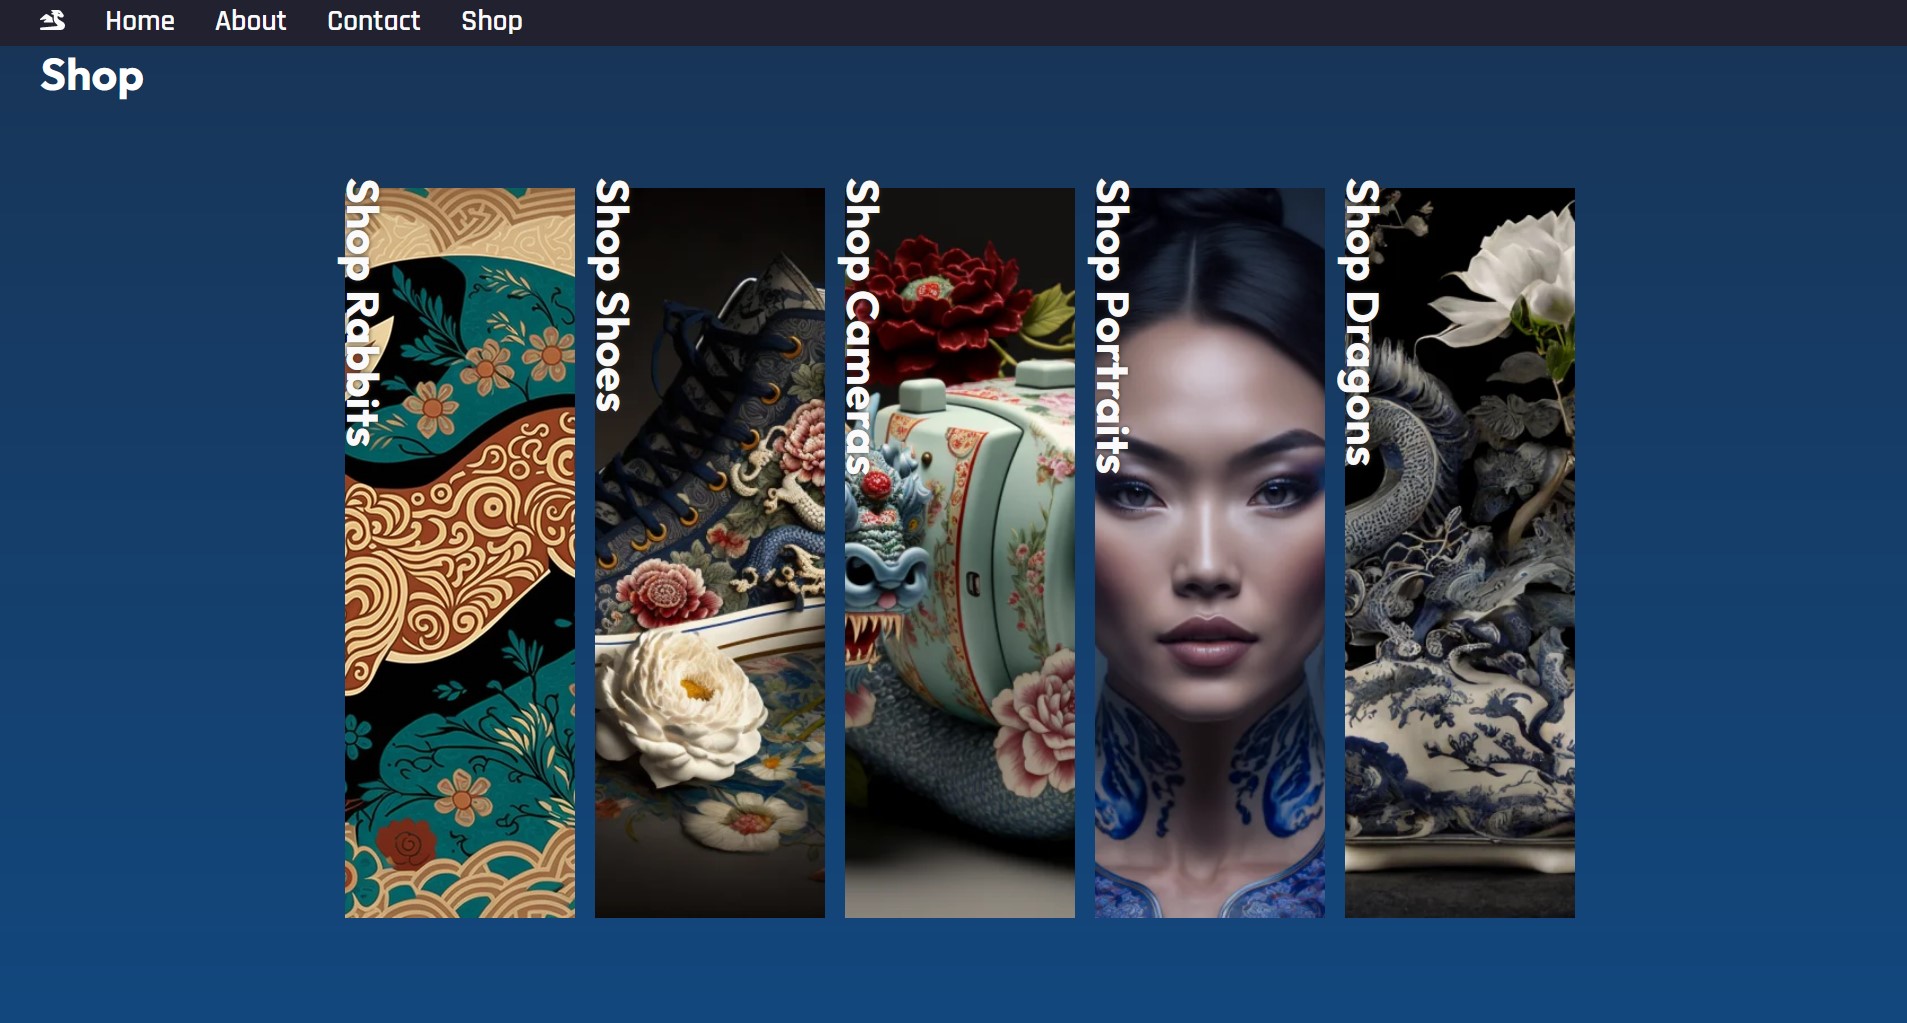 Home
About
Contact
Shop
Shop
Shop Rabbits
Shop Shoes
Shop Cameras
Shop Portraits
Shop Dragons